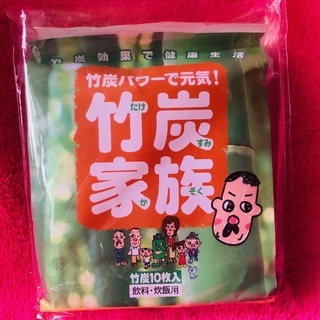 竹炭効果で健康生活
竹炭パワーで元気!
竹炭
たけ すみ
家族
か ぞく
竹炭10枚入
飲料・炊飯用